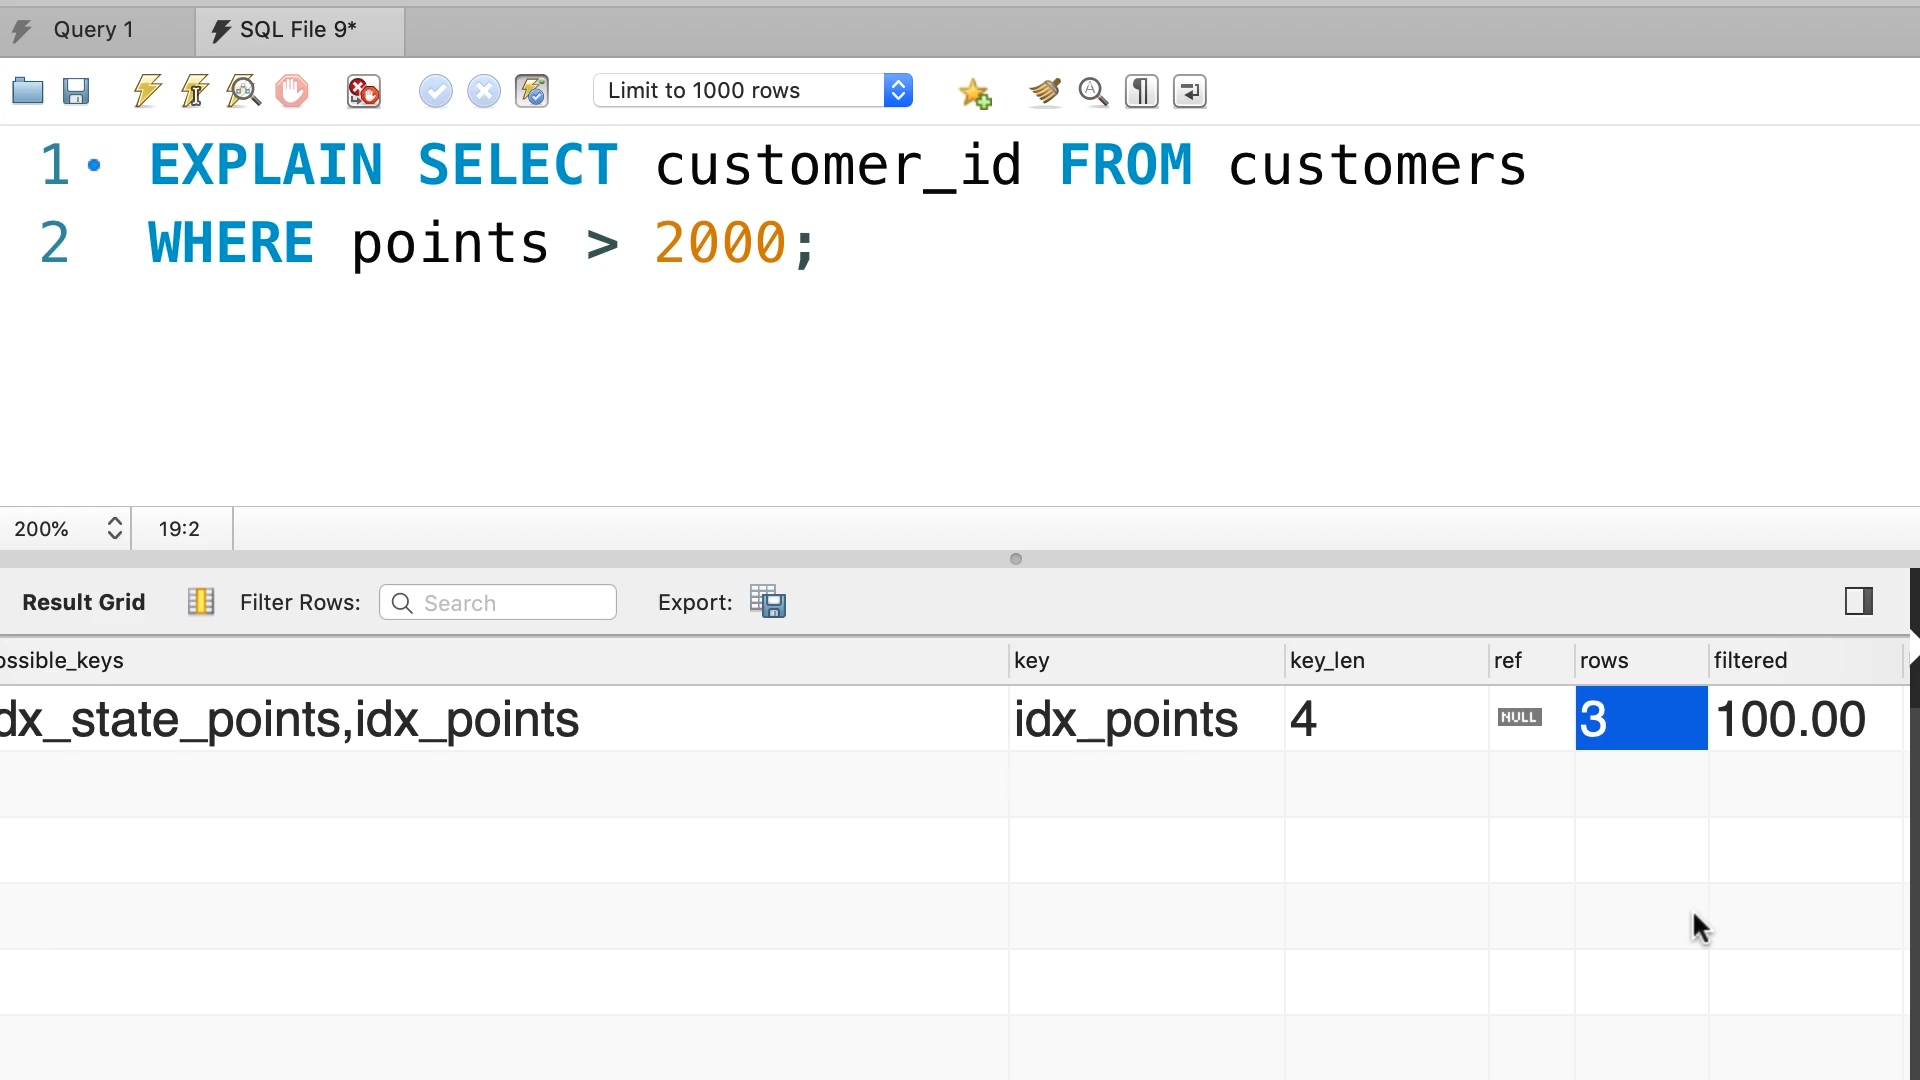 Query 1
SQL File 9*
Limit to 1000 rows
1 EXPLAIN SELECT customer_id FROM customers
2 WHERE points > 2000;
200% 19:2
Result Grid Filter Rows: Search Export:
ossible_keys key key_len ref rows filtered
dx_state_points,idx_points idx_points 4 NULL 3 100.00